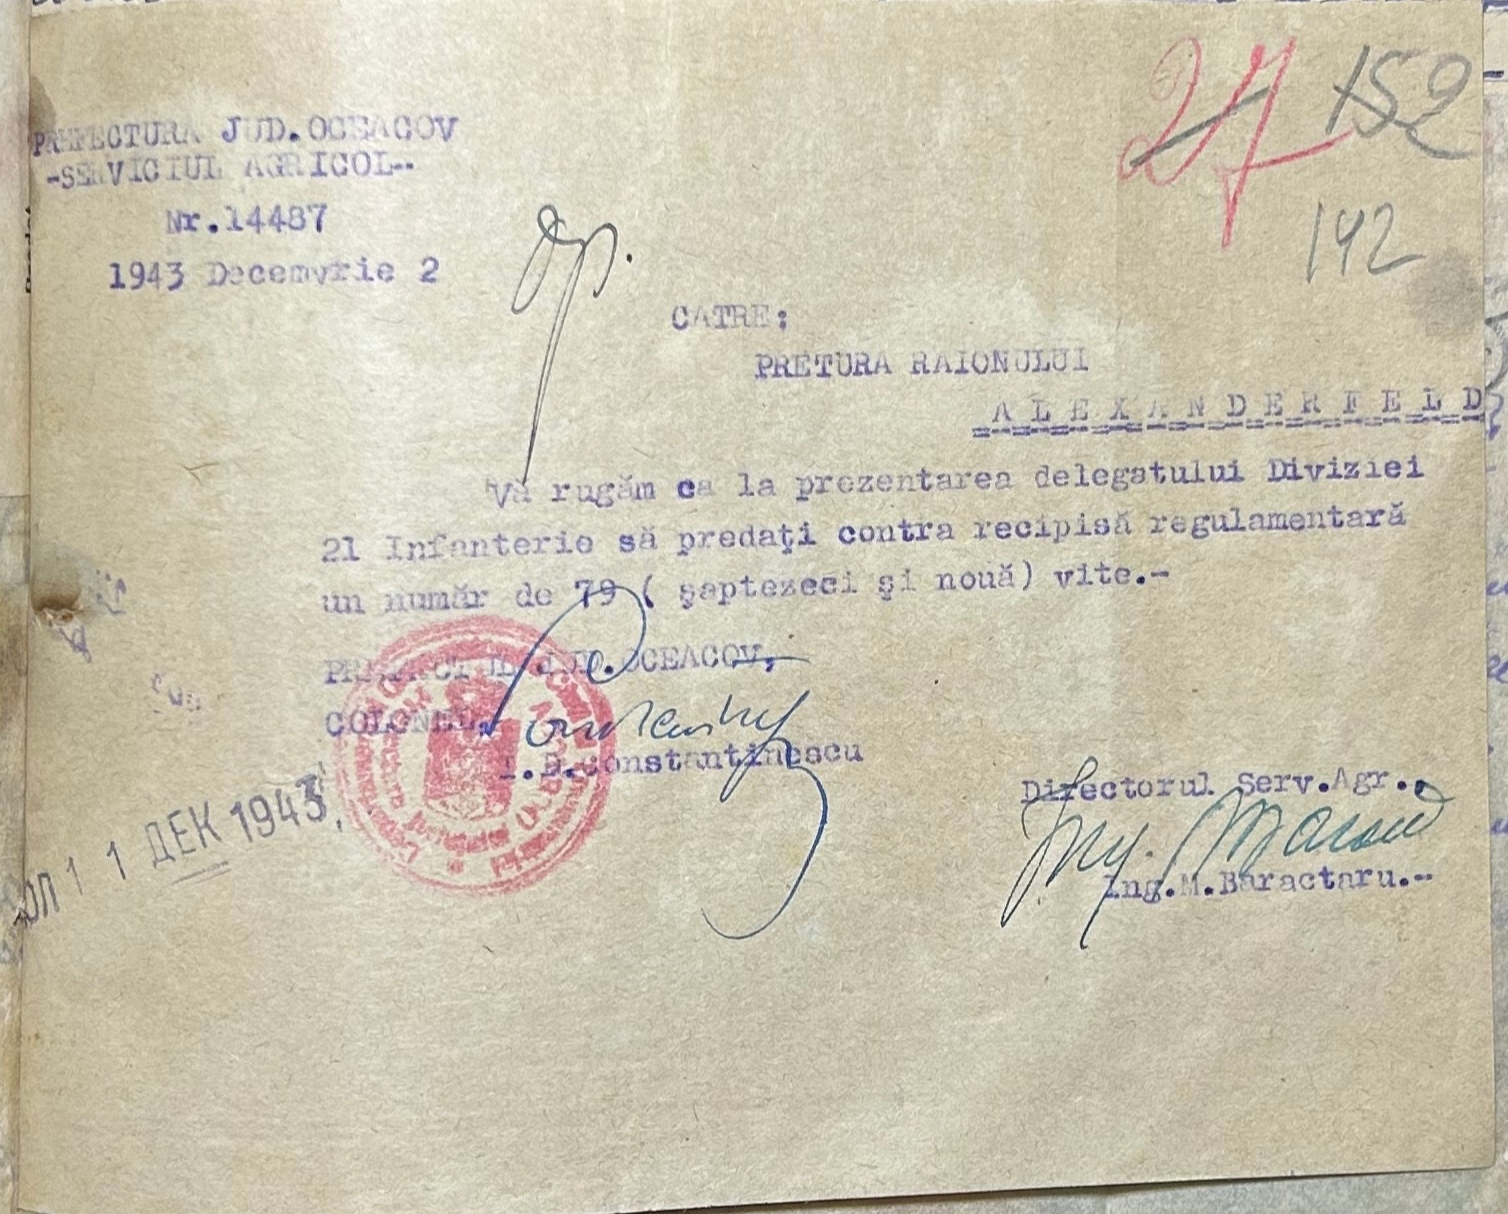 27 152
142
PREFECTURA JUD.OCEACOV
-SERVICIUL AGRICOL--
Nr.14487
1943 Decemvrie 2
CATRE:
PRETURA RAIONULUI
A L E X A N D E R F E L D
Vă rugăm ca la prezentarea delegatului Diviziei
21 Infanterie să predaţi contra recipisă regulamentară
un număr de 79 ( şaptezeci şi nouă) vite.-
PREFECTUL JUD.OCEACOV,
COLONEL,
I.B.Constantinescu
Directorul Serv.Agr.,
Ing.M.Baractaru.-
1 1 ДЕК 1943